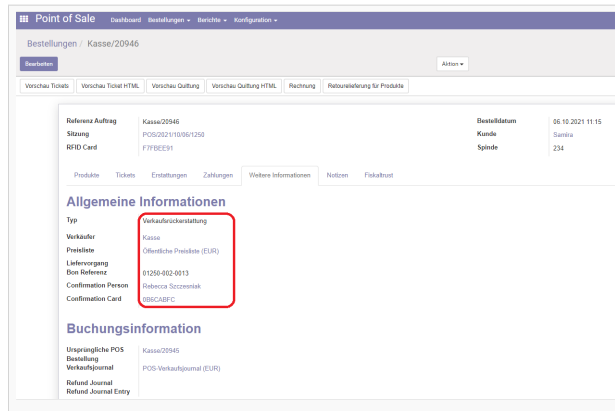 Point of Sale Dashboard Bestellungen Berichte Konfiguration
Bestellungen / Kasse/20946
Bearbeiten Aktion
Vorschau Tickets Vorschau Ticket HTML Vorschau Quittung Vorschau Quittung HTML Rechnung Retourelieferung für Produkte
Referenz Auftrag Kasse/20946 Bestelldatum 06.10.2021 11:15
Sitzung POS/2021/10/06/1250 Kunde Samira
RFID Card F7FBEE91 Spinde 234
Produkte Tickets Erstattungen Zahlungen Weitere Informationen Notizen Fiskaltrust
Allgemeine Informationen
Typ Verkaufsrückerstattung
Verkäufer Kasse
Preisliste Öffentliche Preisliste (EUR)
Liefervorgang
Bon Referenz 01250-002-0013
Confirmation Person Rebecca Szczesniak
Confirmation Card 0B6CABFC
Buchungsinformation
Ursprüngliche POS Bestellung Kasse/20945
Verkaufsjournal POS-Verkaufsjournal (EUR)
Refund Journal
Refund Journal Entry